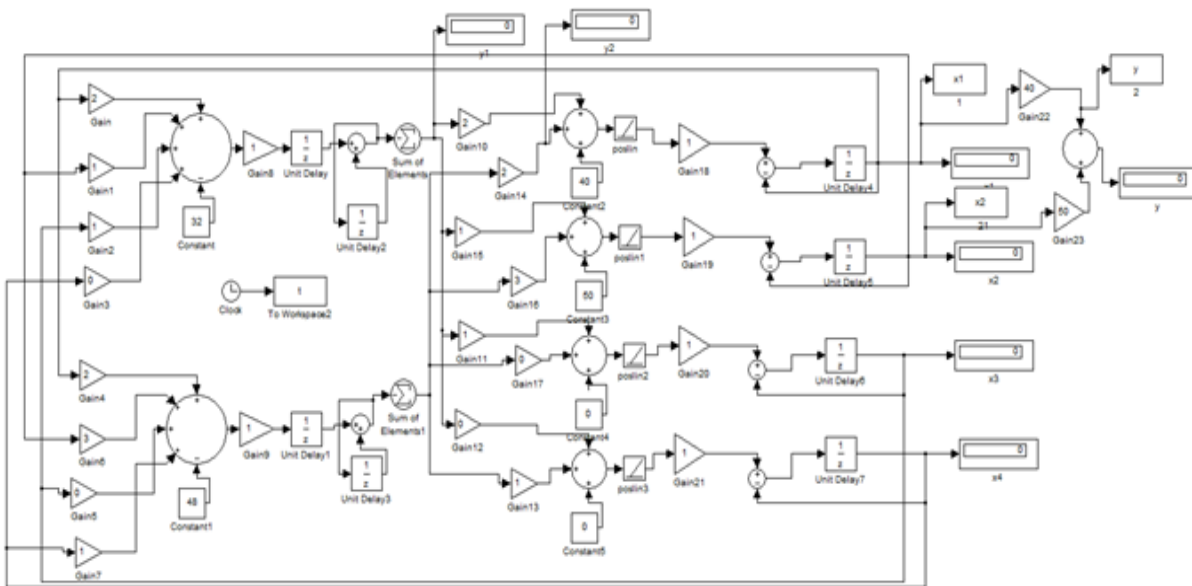 0
y1
0
y2
2
Gain
1
Gain1
1
Gain2
0
Gain3
32
Constant
1
Gain8
1
z
Unit Delay
1
z
Unit Delay2
Sum of
Elements
2
Gain10
2
Gain14
40
Constant2
poslin
1
Gain18
1
z
Unit Delay4
x1
1
40
Gain22
y
2
0
x2
21
50
Gain23
0
y
0
x2
1
Gain15
3
Gain16
50
Constant3
poslin1
1
Gain19
1
z
Unit Delay5
Clock
1
To Workspace2
1
Gain11
0
Gain17
0
Constant4
poslin2
1
Gain20
1
z
Unit Delay6
0
x3
2
Gain4
3
Gain6
0
Gain5
1
Gain7
48
Constant1
1
Gain9
1
z
Unit Delay1
1
z
Unit Delay3
Sum of
Elements1
0
Gain12
1
Gain13
0
Constant5
poslin3
1
Gain21
1
z
Unit Delay7
0
x4